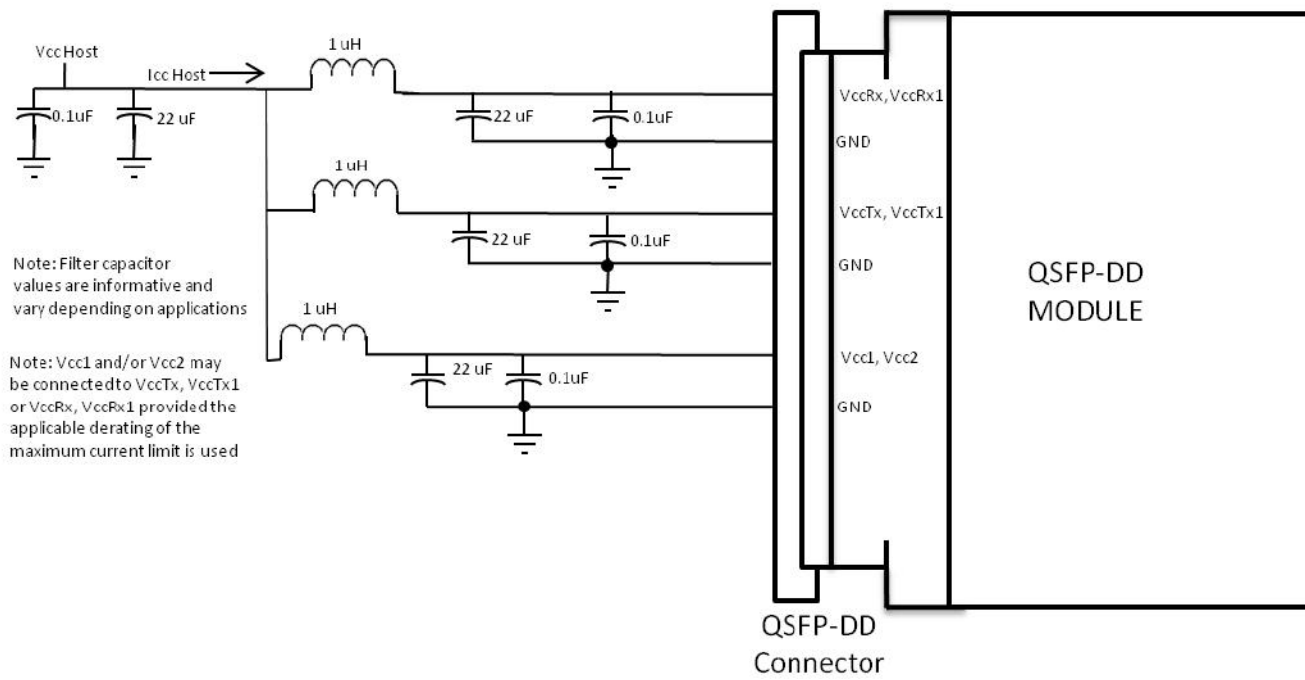 Vcc Host
Icc Host
1 uH
0.1uF
22 uF
22 uF
0.1uF
VccRx, VccRx1
GND
1 uH
22 uF
0.1uF
VccTx, VccTx1
GND
Note: Filter capacitor
values are informative and
vary depending on applications
1 uH
22 uF
0.1uF
Vcc1, Vcc2
GND
Note: Vcc1 and/or Vcc2 may
be connected to VccTx, VccTx1
or VccRx, VccRx1 provided the
applicable derating of the
maximum current limit is used
QSFP-DD
MODULE
QSFP-DD
Connector